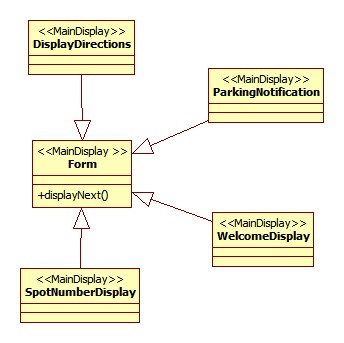 <<MainDisplay>>
DisplayDirections
<<MainDisplay>>
ParkingNotification
<<MainDisplay >>
Form
+displayNext()
<<MainDisplay>>
WelcomeDisplay
<<MainDisplay>>
SpotNumberDisplay